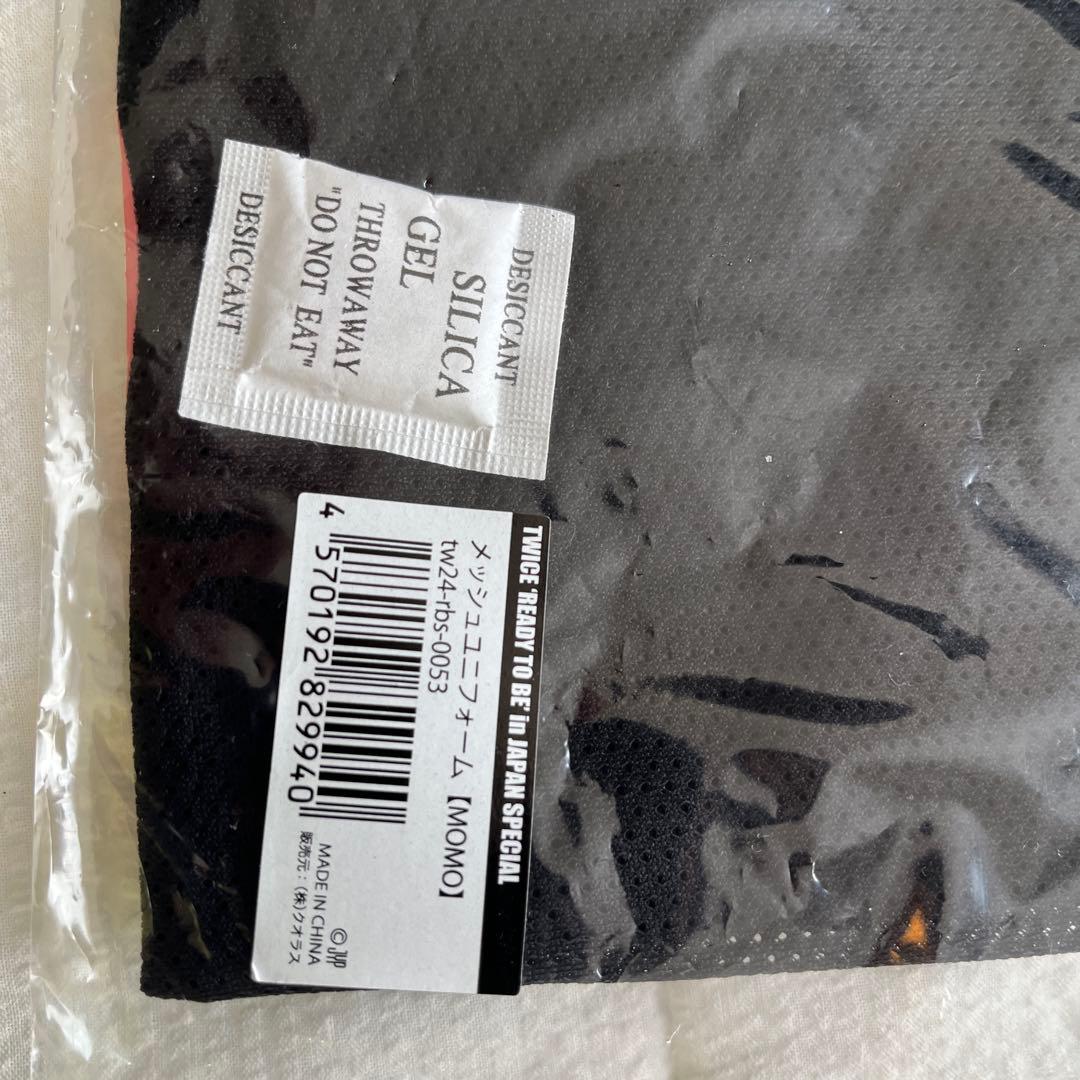 DESICCANT
SILICA
GEL
THROWAWAY
"DO NOT EAT"
DESICCANT
TWICE 'READY TO BE' in JAPAN SPECIAL
メッシュユニフォーム【MOMO】
tw24-rbs-0053
4 570192 829940
©JYP
MADE IN CHINA
販売元:(株)クオラス